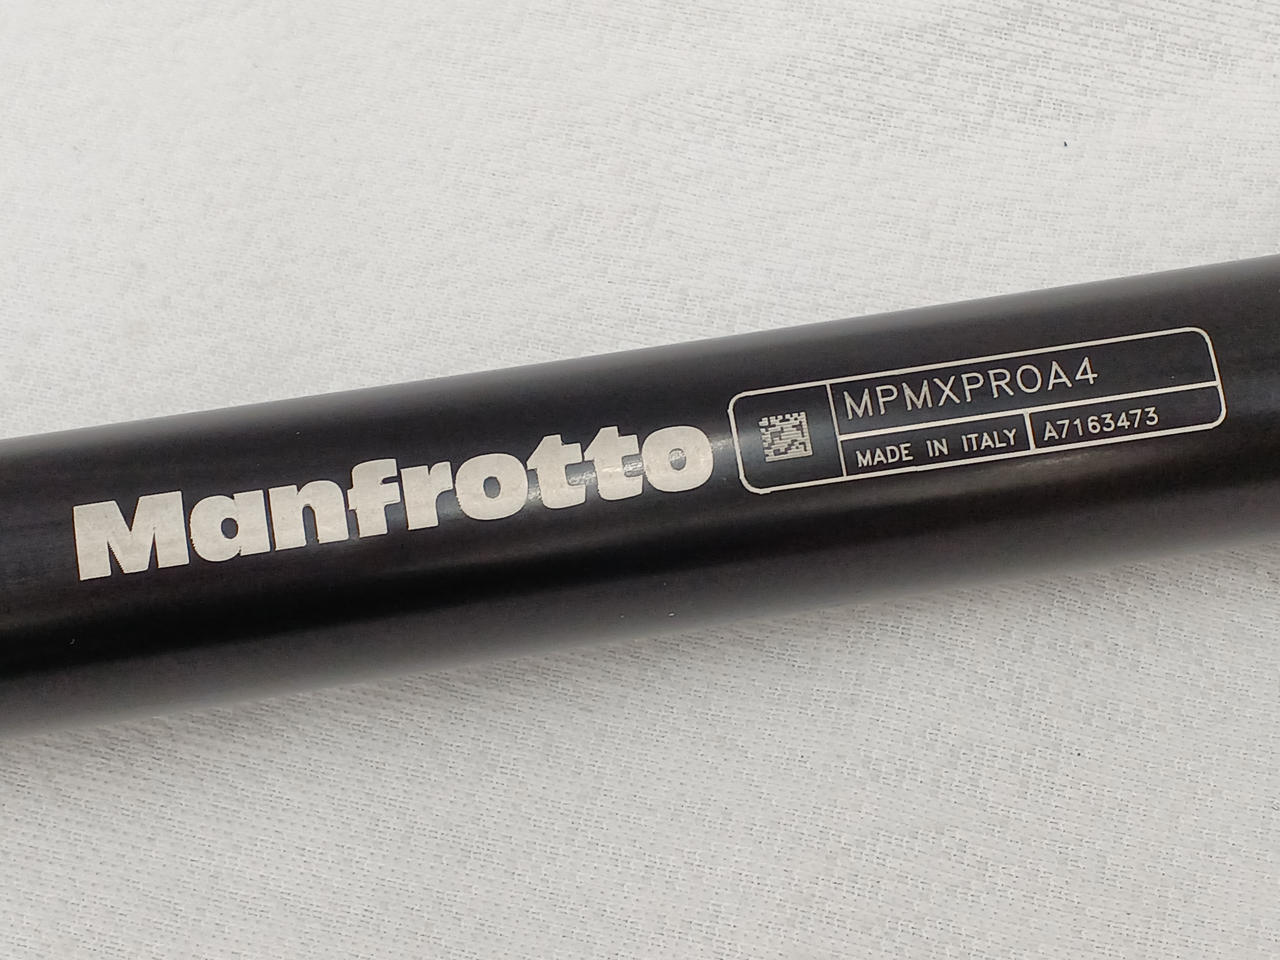 Manfrotto
MPMXPROA4
MADE IN ITALY
A7163473